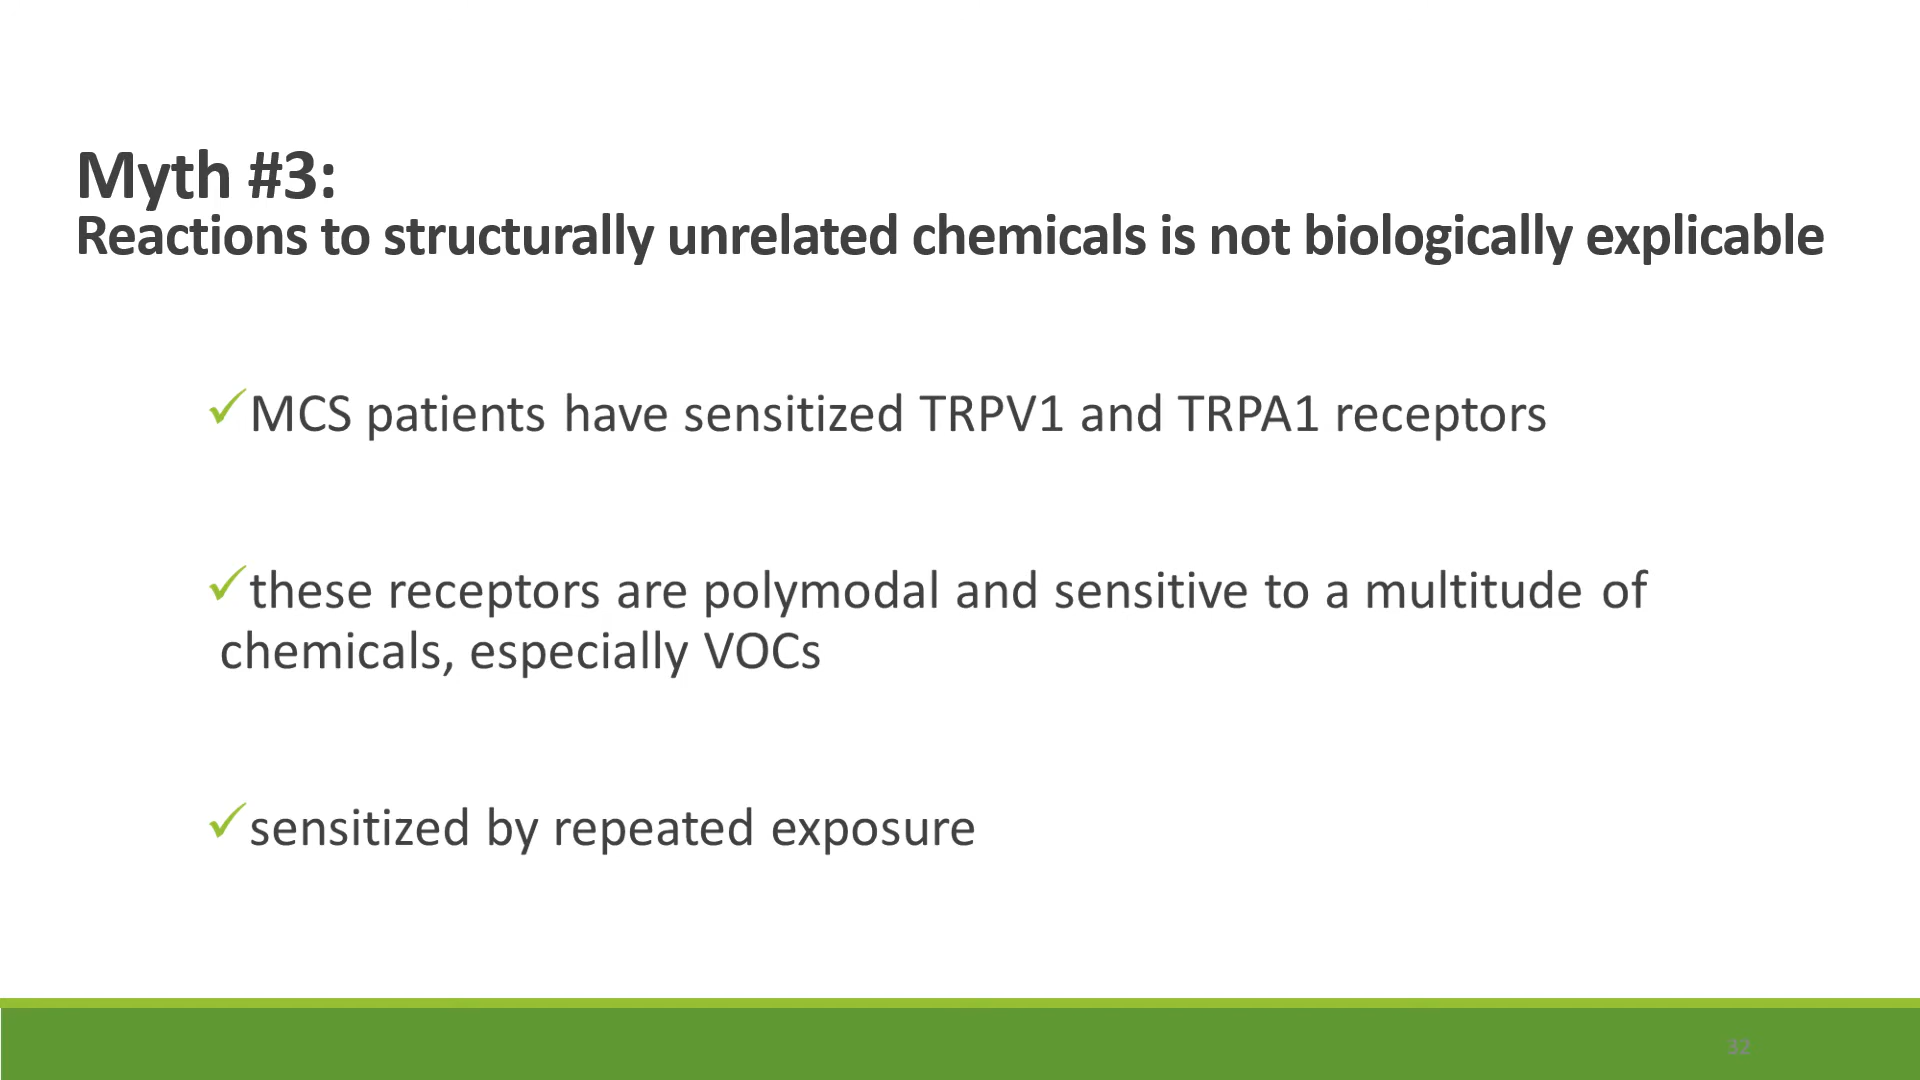 Myth #3:
Reactions to structurally unrelated chemicals is not biologically explicable
✓MCS patients have sensitized TRPV1 and TRPA1 receptors
✓these receptors are polymodal and sensitive to a multitude of
chemicals, especially VOCs
✓sensitized by repeated exposure
32